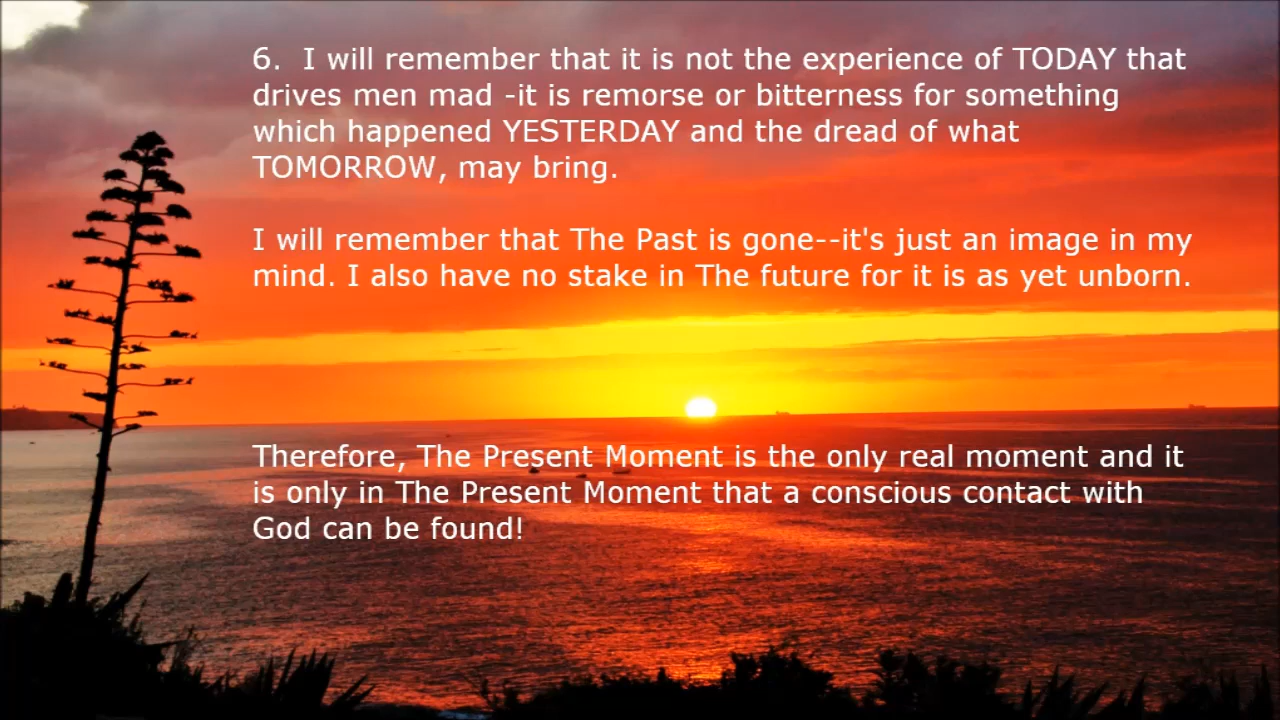 6.  I will remember that it is not the experience of TODAY that
drives men mad -it is remorse or bitterness for something
which happened YESTERDAY and the dread of what
TOMORROW, may bring.
I will remember that The Past is gone--it's just an image in my
mind. I also have no stake in The future for it is as yet unborn.
Therefore, The Present Moment is the only real moment and it
is only in The Present Moment that a conscious contact with
God can be found!